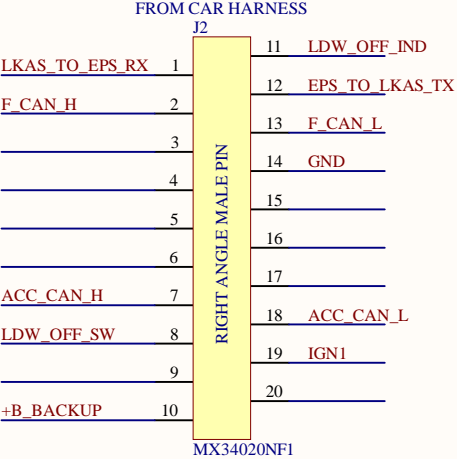 FROM CAR HARNESS
J2
11 LDW_OFF_IND
LKAS_TO_EPS_RX 1
12 EPS_TO_LKAS_TX
F_CAN_H 2
13 F_CAN_L
3
14 GND
4
15
5
16
6
17
ACC_CAN_H 7
18 ACC_CAN_L
LDW_OFF_SW 8
19 IGN1
9
20
+B_BACKUP 10
RIGHT ANGLE MALE PIN
MX34020NF1